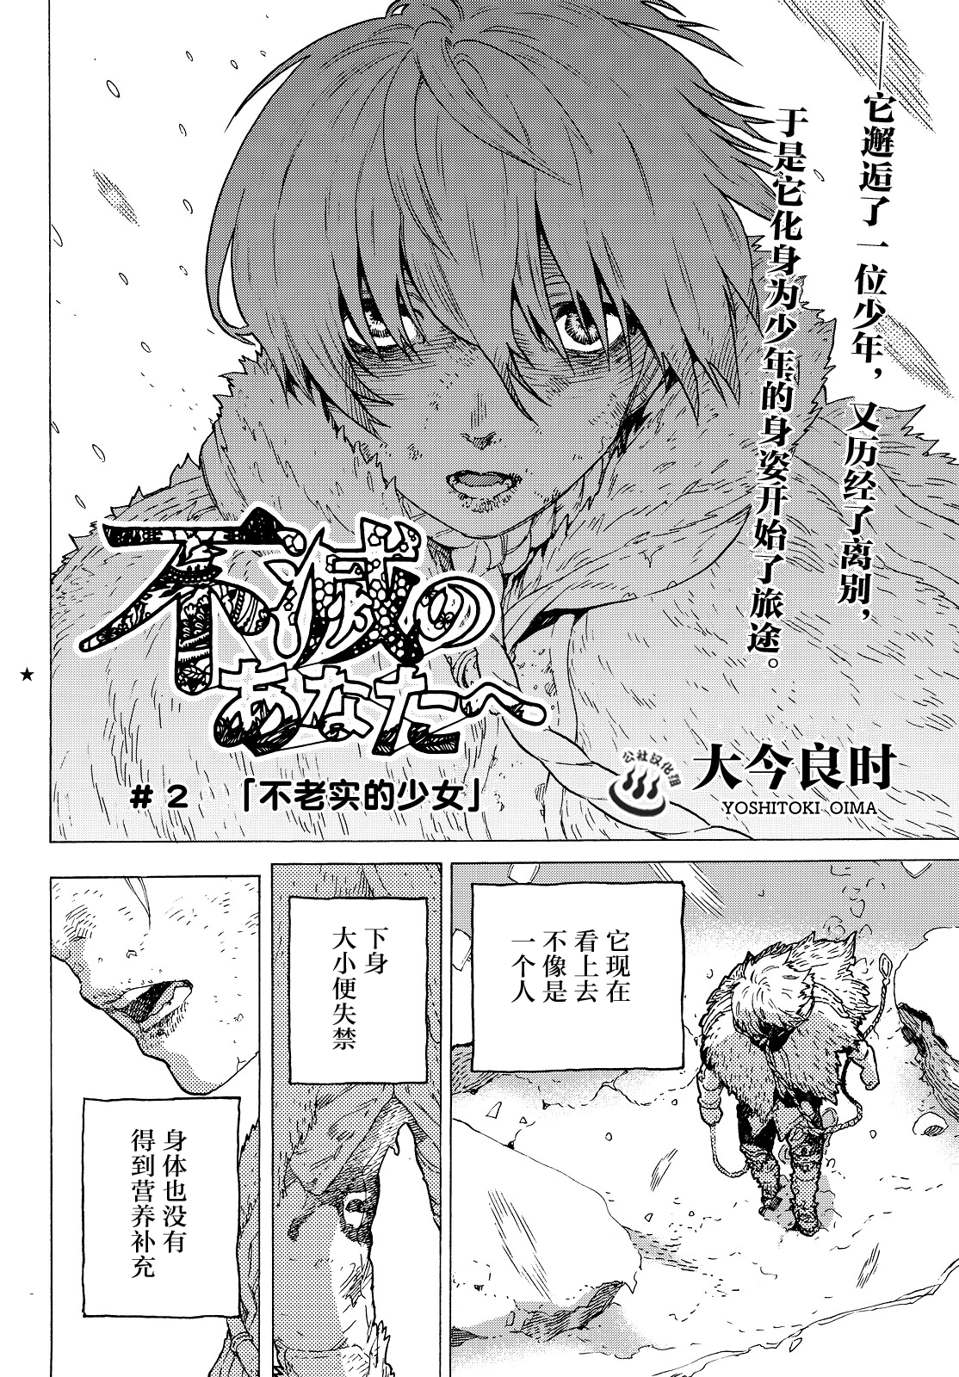 ——它邂逅了一位少年，又历经了离别，
于是它化身为少年的身姿开始了旅途。
不滅のあなたへ
#2 「不老实的少女」
公社汉化组
大今良时
YOSHITOKI OIMA
它现在
看上去
不像是
一个人
下身
大小便失禁
身体也没有
得到营养补充